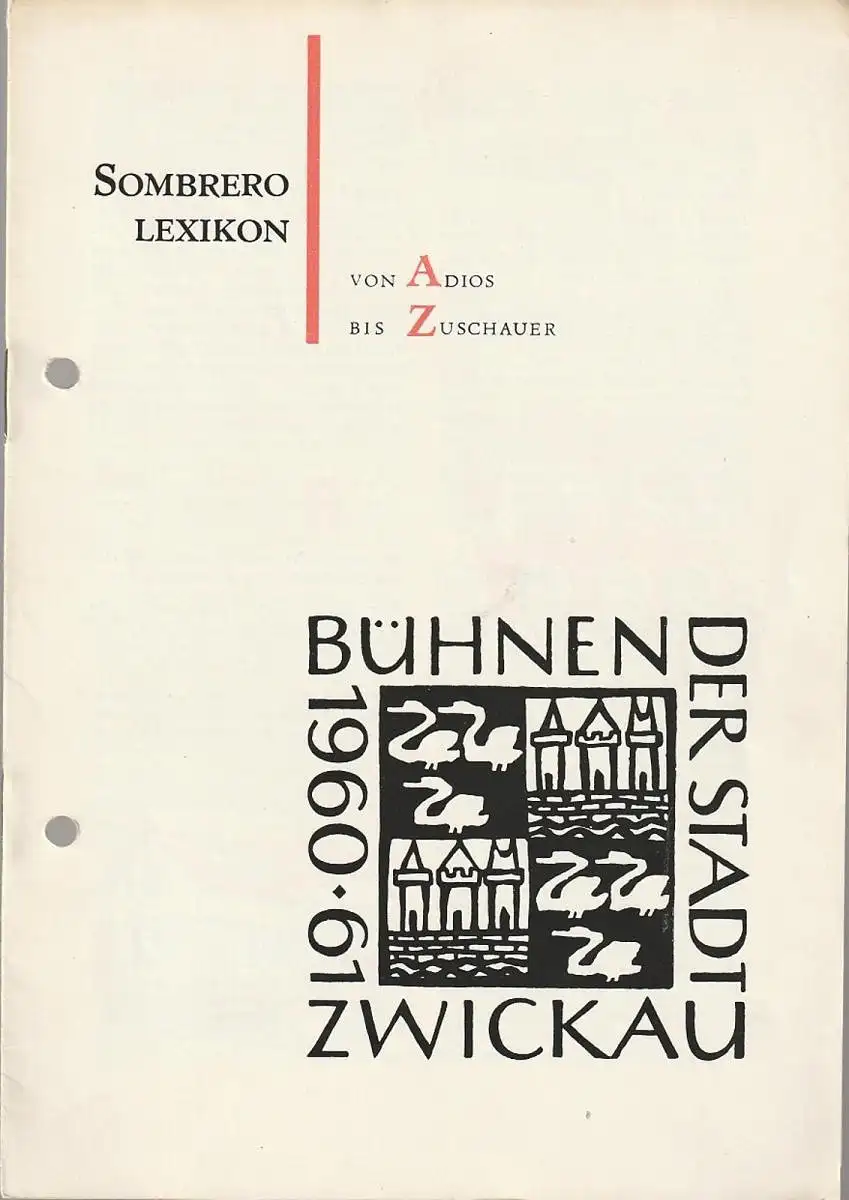 SOMBRERO
LEXIKON
VON ADIOS
BIS ZUSCHAUER
BÜHNEN
DER STADT
ZWICKAU
1960·61